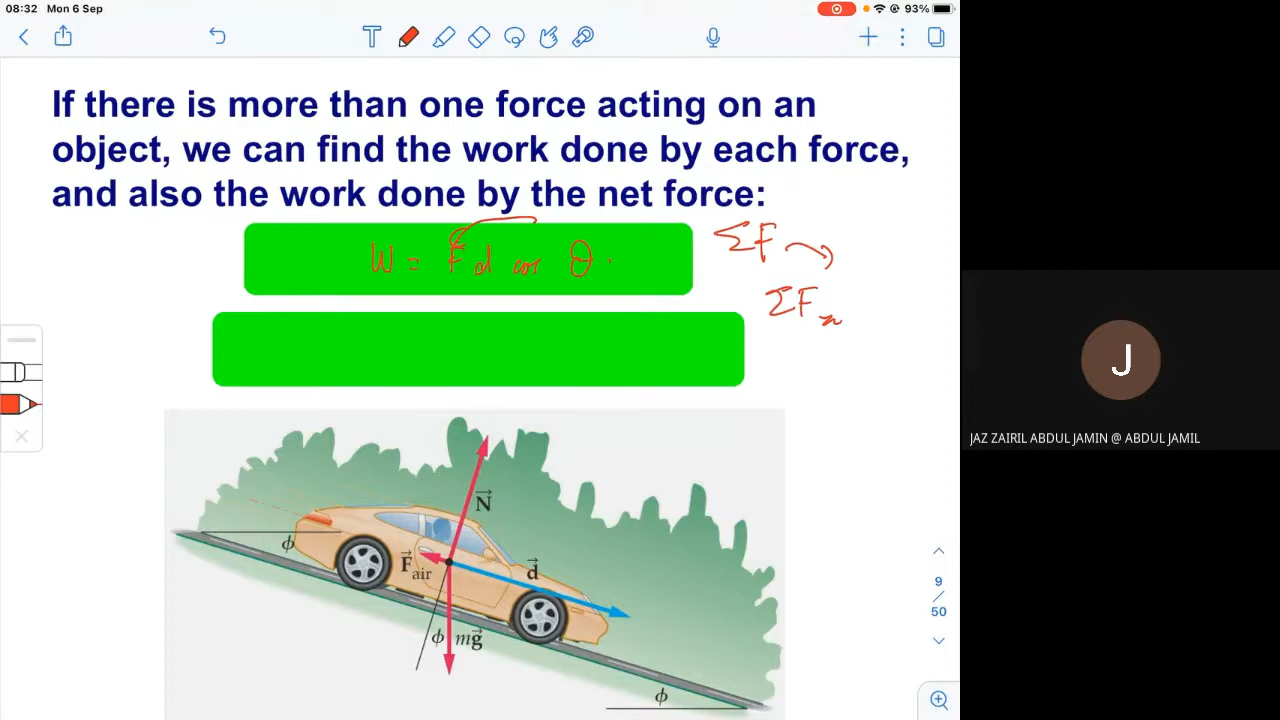 08:32 Mon 6 Sep
93%
If there is more than one force acting on an
object, we can find the work done by each force,
and also the work done by the net force:
W = F d cos θ .
ΣF
ΣFx
N
ϕ
F air
d
ϕ mg
ϕ
9
/
50
J
JAZ ZAIRIL ABDUL JAMIN @ ABDUL JAMIL